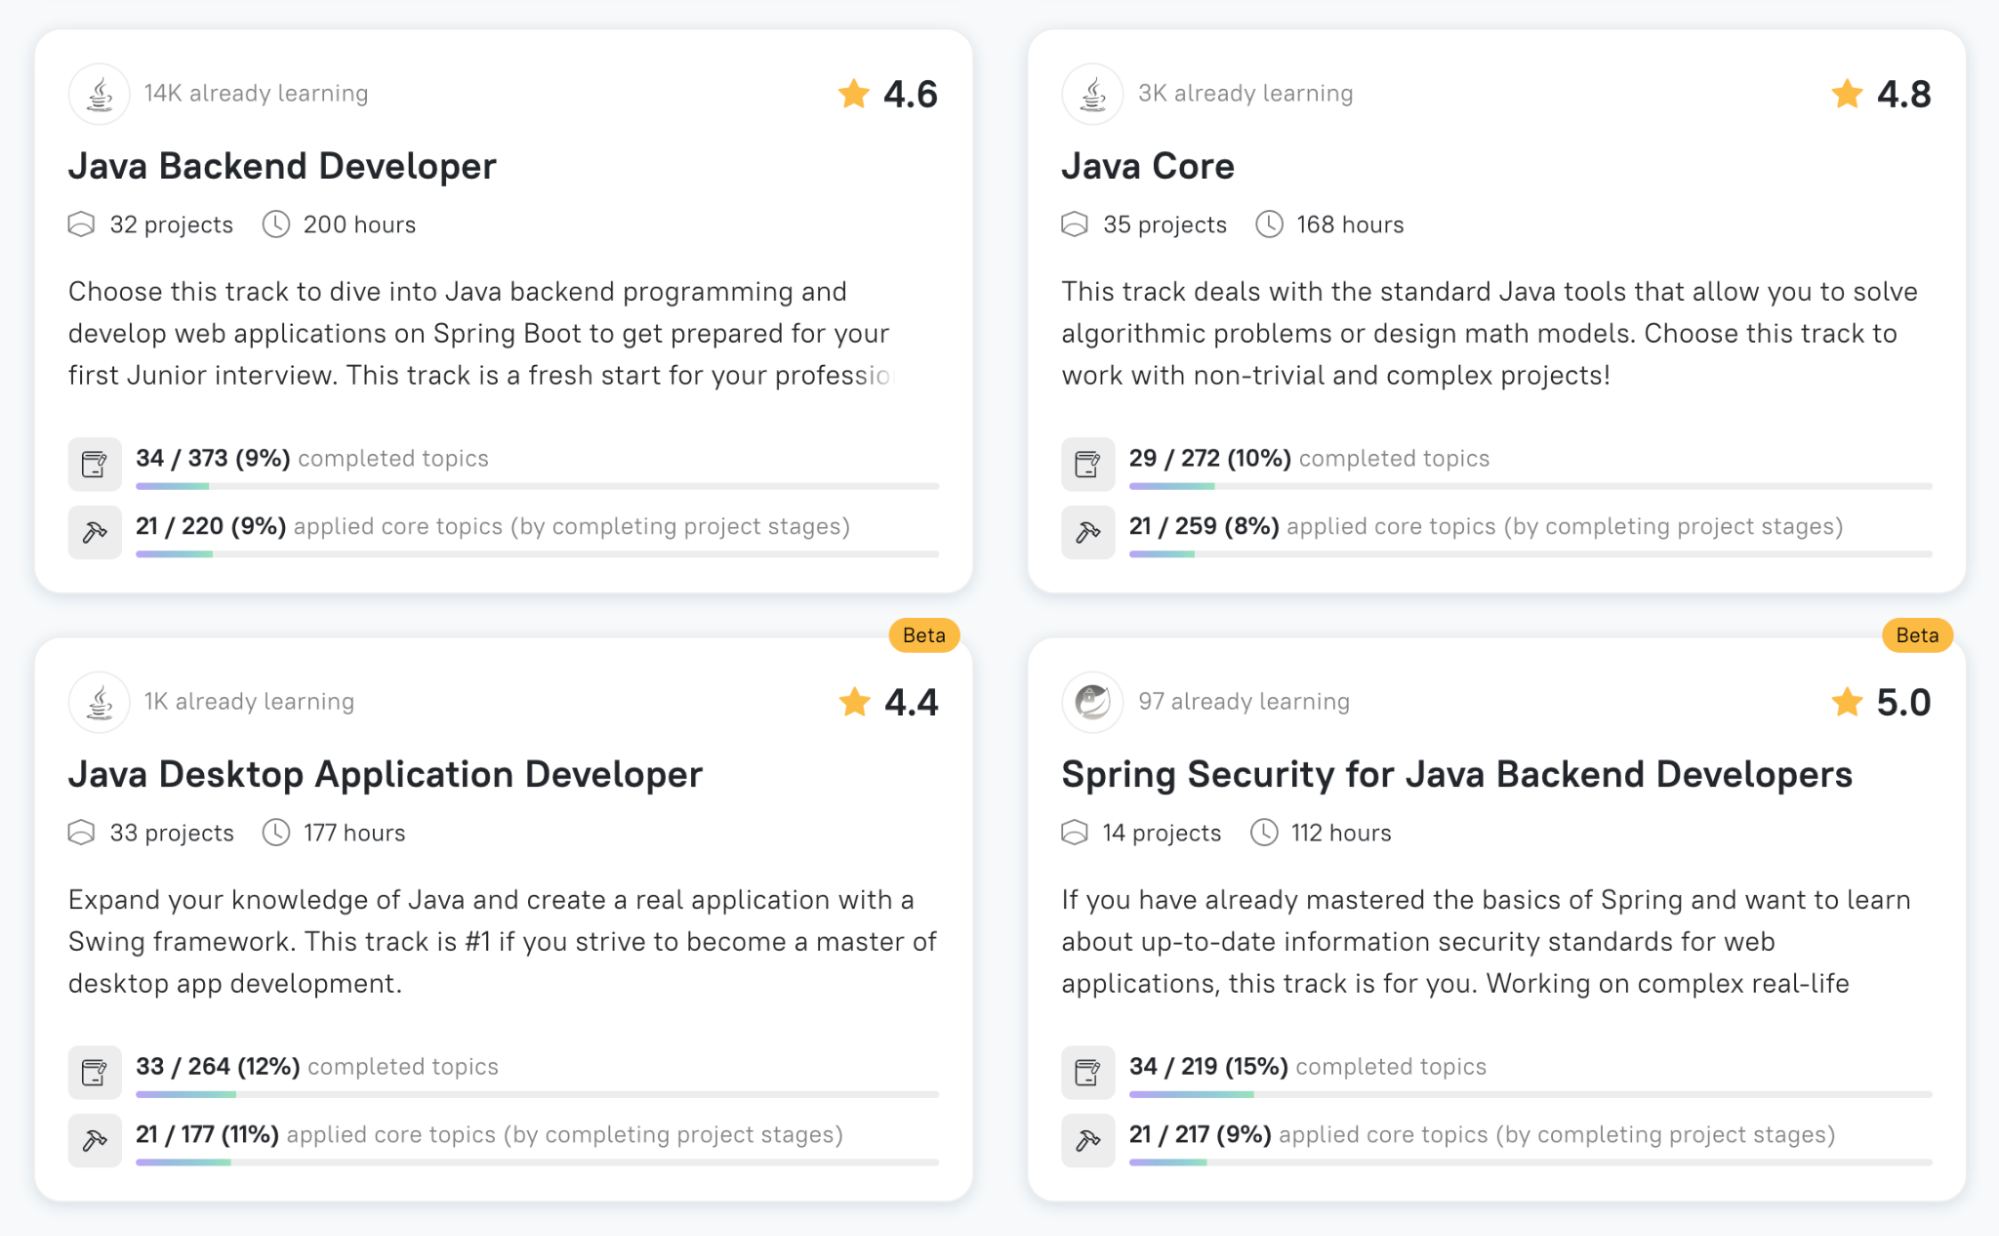 14K already learning
4.6
Java Backend Developer
32 projects 200 hours
Choose this track to dive into Java backend programming and
develop web applications on Spring Boot to get prepared for your
first Junior interview. This track is a fresh start for your professio
34 / 373 (9%) completed topics
21 / 220 (9%) applied core topics (by completing project stages)
3K already learning
4.8
Java Core
35 projects 168 hours
This track deals with the standard Java tools that allow you to solve
algorithmic problems or design math models. Choose this track to
work with non-trivial and complex projects!
29 / 272 (10%) completed topics
21 / 259 (8%) applied core topics (by completing project stages)
Beta
1K already learning
4.4
Java Desktop Application Developer
33 projects 177 hours
Expand your knowledge of Java and create a real application with a
Swing framework. This track is #1 if you strive to become a master of
desktop app development.
33 / 264 (12%) completed topics
21 / 177 (11%) applied core topics (by completing project stages)
Beta
97 already learning
5.0
Spring Security for Java Backend Developers
14 projects 112 hours
If you have already mastered the basics of Spring and want to learn
about up-to-date information security standards for web
applications, this track is for you. Working on complex real-life
34 / 219 (15%) completed topics
21 / 217 (9%) applied core topics (by completing project stages)